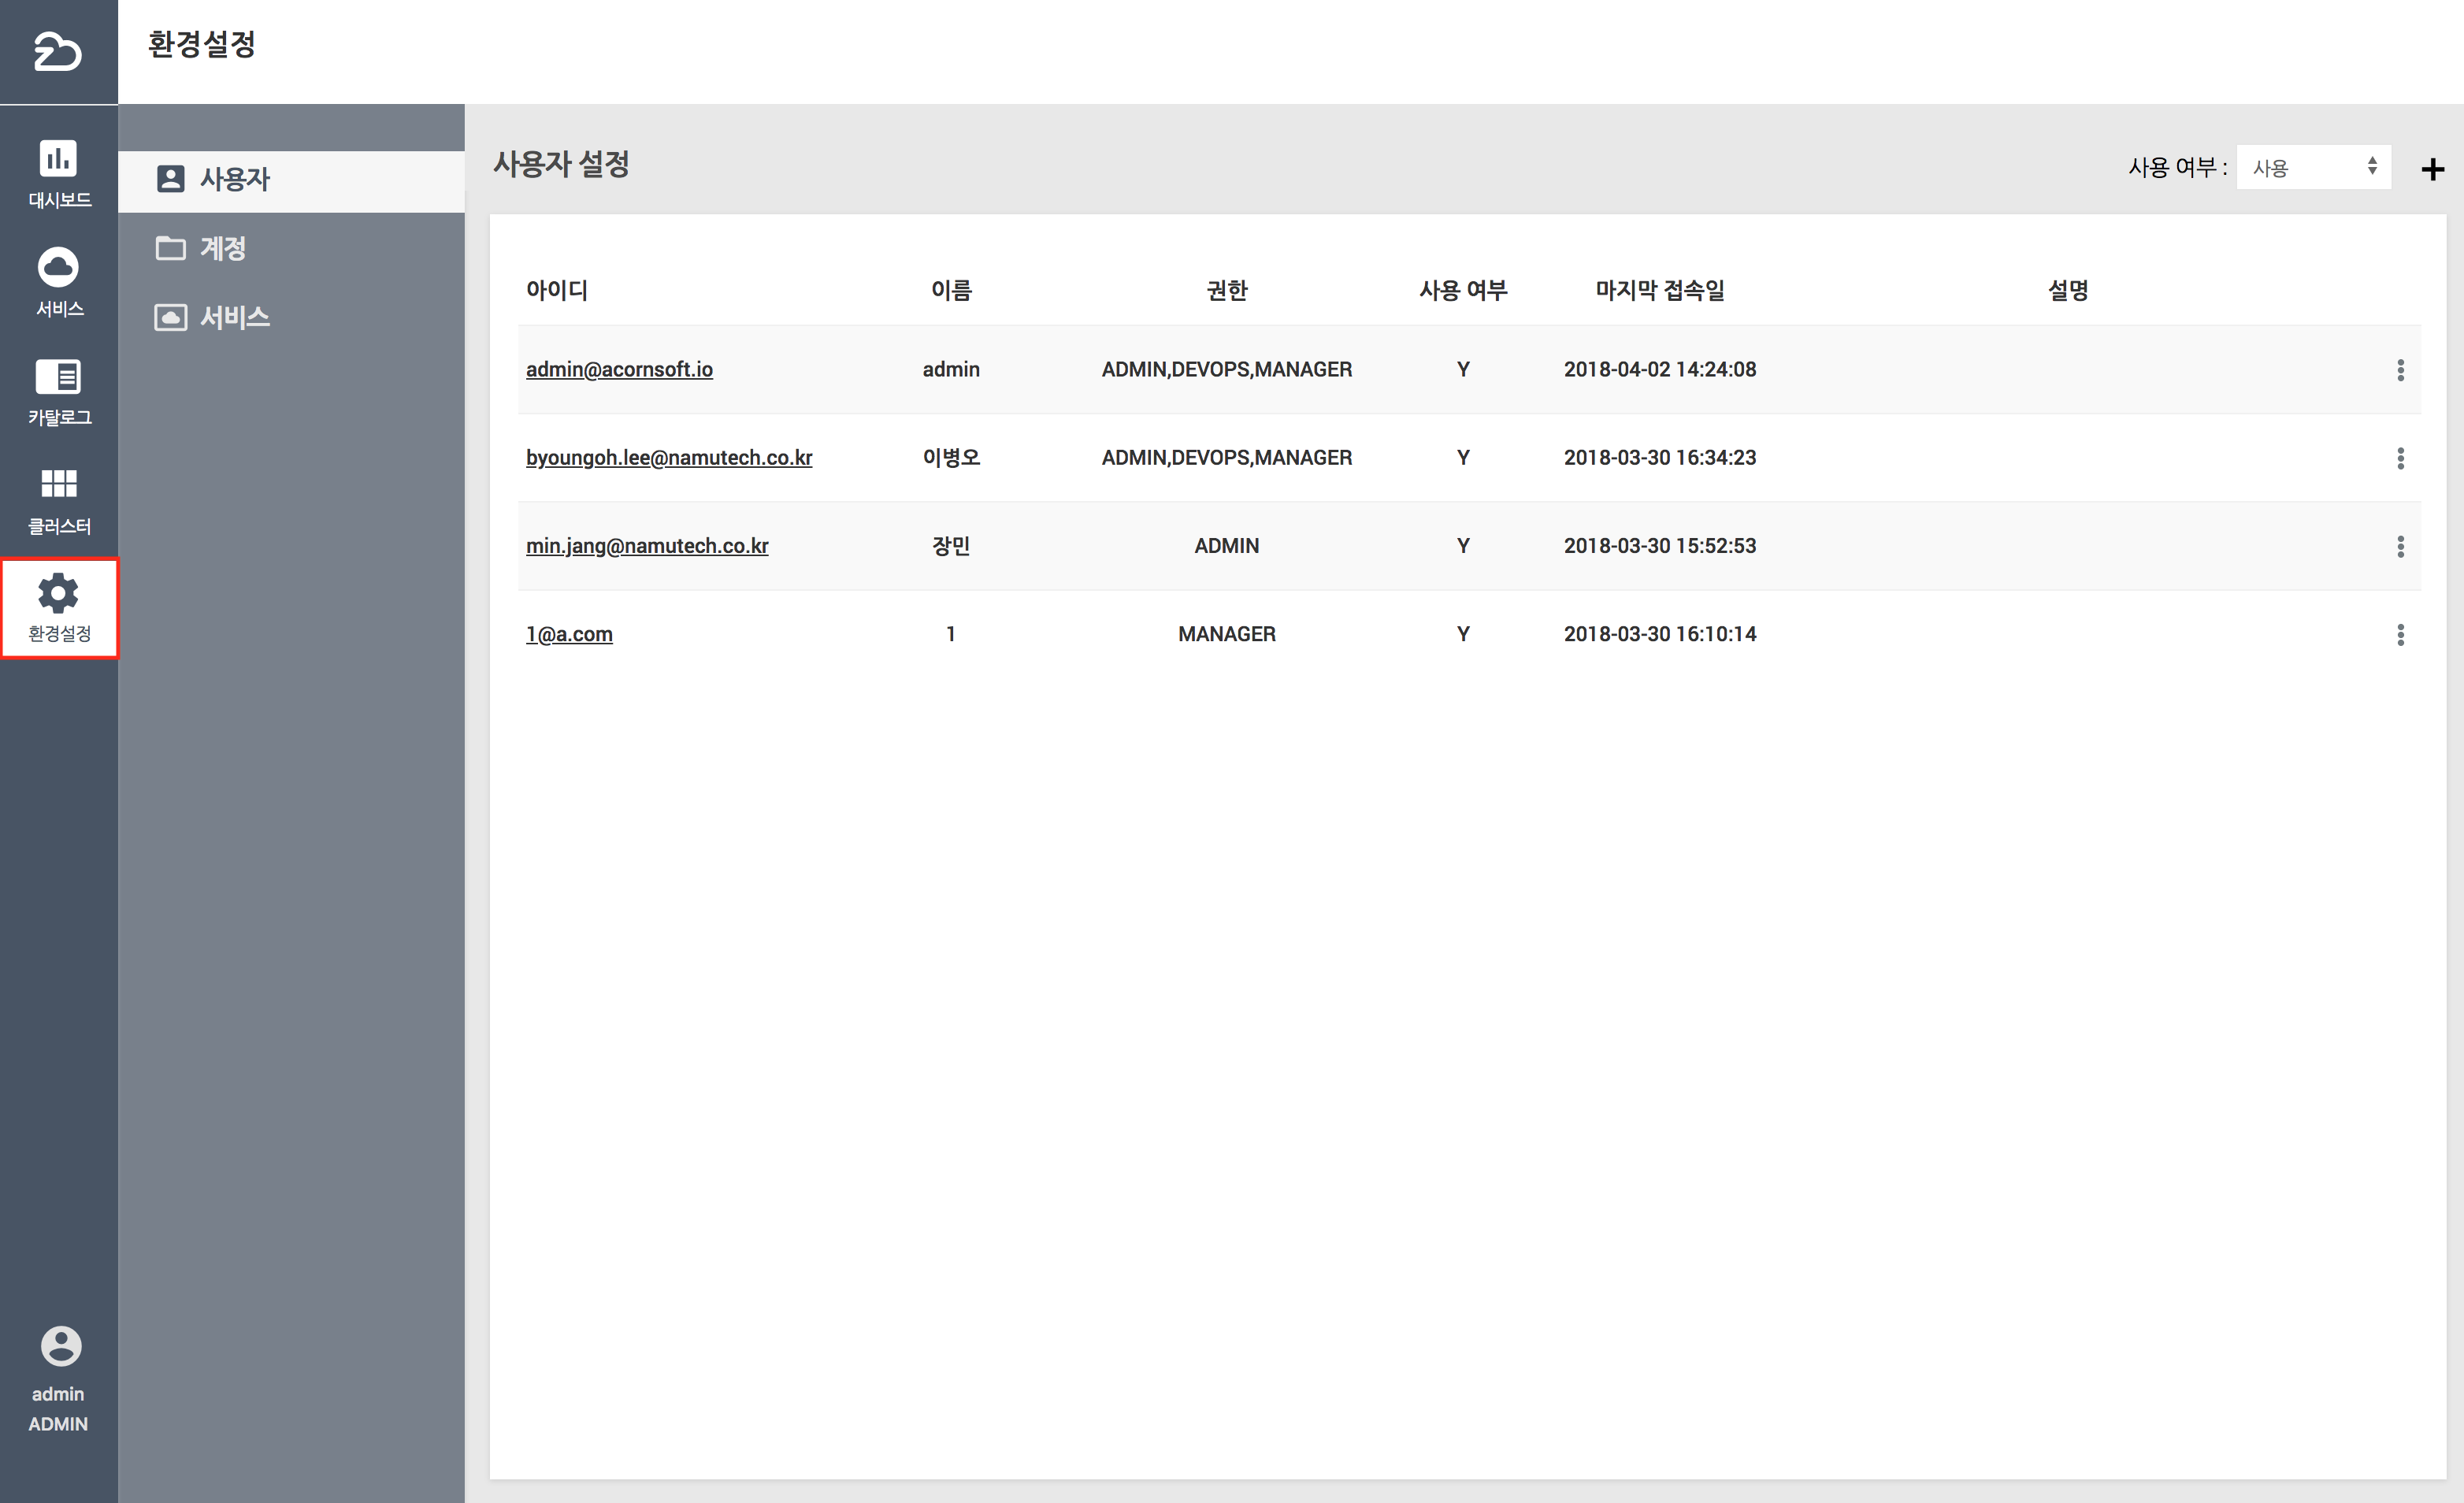 환경설정
대시보드
서비스
카탈로그
클러스터
환경설정
admin
ADMIN
사용자
계정
서비스
사용자 설정
사용 여부 : 사용
아이디 이름 권한 사용 여부 마지막 접속일 설명
admin@acornsoft.io admin ADMIN,DEVOPS,MANAGER Y 2018-04-02 14:24:08
byoungoh.lee@namutech.co.kr 이병오 ADMIN,DEVOPS,MANAGER Y 2018-03-30 16:34:23
min.jang@namutech.co.kr 장민 ADMIN Y 2018-03-30 15:52:53
1@a.com 1 MANAGER Y 2018-03-30 16:10:14